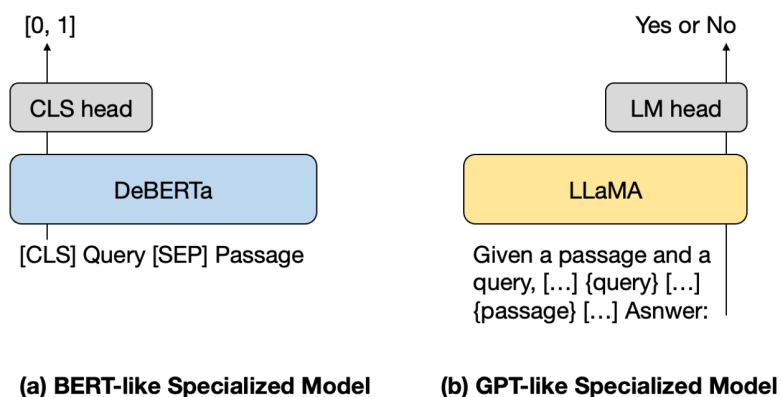 [0, 1]
CLS head
DeBERTa
[CLS] Query [SEP] Passage
(a) BERT-like Specialized Model
Yes or No
LM head
LLaMA
Given a passage and a
query, […] {query} […]
{passage} […] Asnwer:
(b) GPT-like Specialized Model